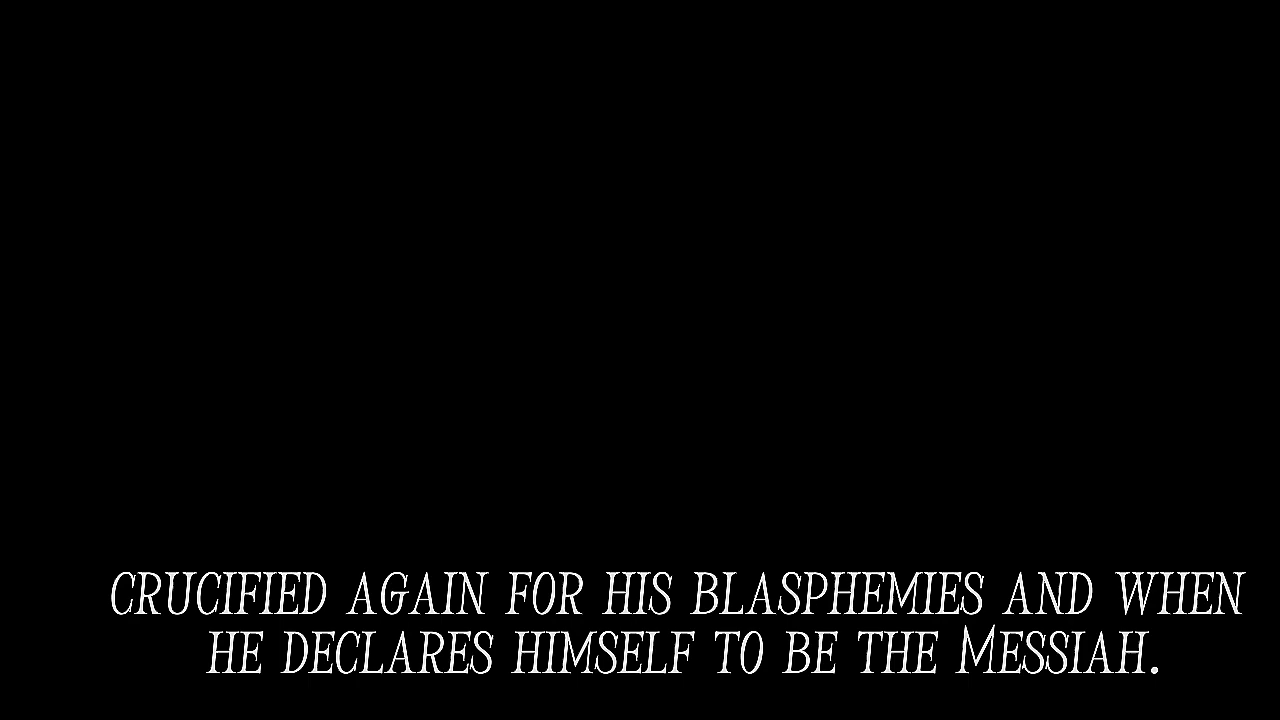 CRUCIFIED AGAIN FOR HIS BLASPHEMIES AND WHEN
HE DECLARES HIMSELF TO BE THE MESSIAH.